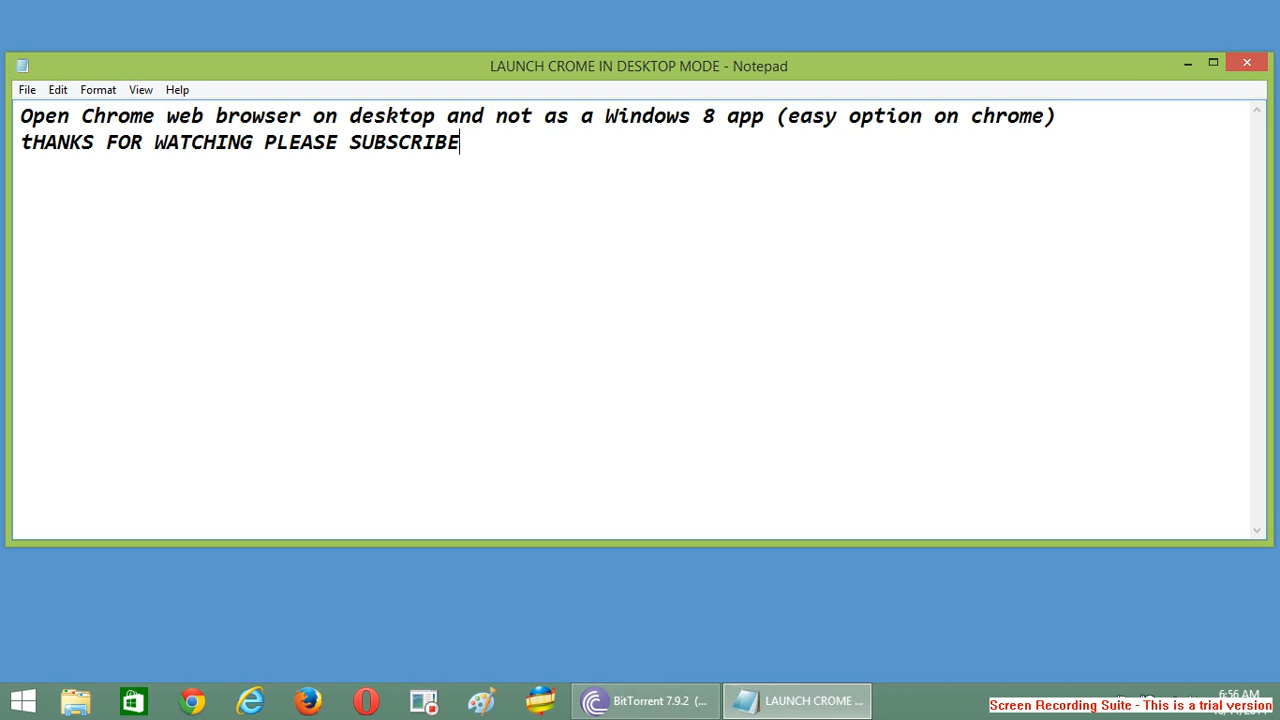 LAUNCH CROME IN DESKTOP MODE - Notepad
File Edit Format View Help
Open Chrome web browser on desktop and not as a Windows 8 app (easy option on chrome)
tHANKS FOR WATCHING PLEASE SUBSCRIBE
BitTorrent 7.9.2 (... LAUNCH CROME ... 6:56 AM
Screen Recording Suite - This is a trial version